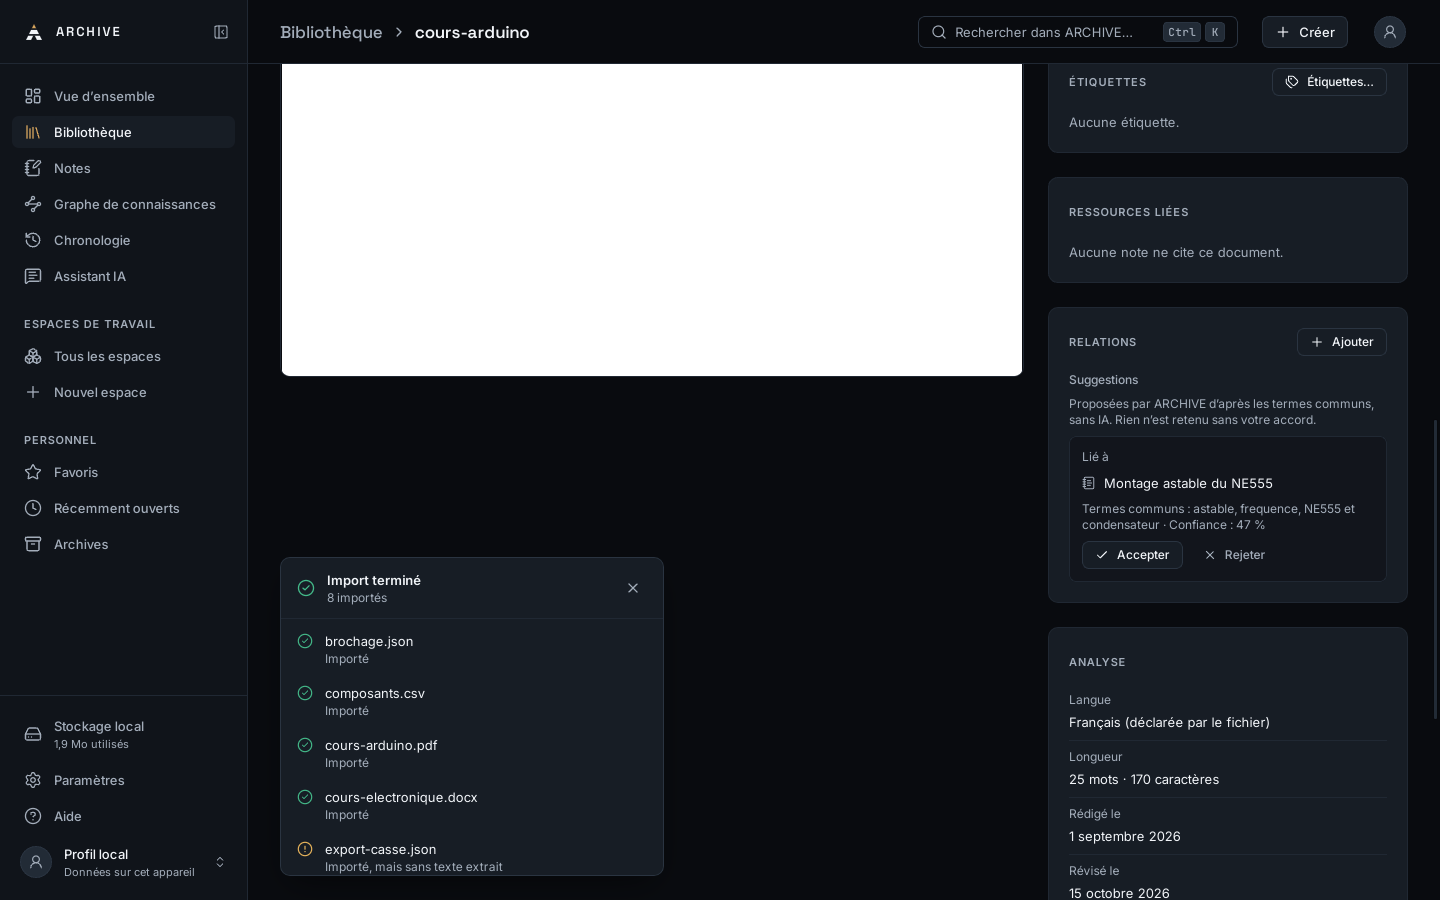 ARCHIVE
Vue d’ensemble
Bibliothèque
Notes
Graphe de connaissances
Chronologie
Assistant IA
ESPACES DE TRAVAIL
Tous les espaces
Nouvel espace
PERSONNEL
Favoris
Récemment ouverts
Archives
Stockage local
1,9 Mo utilisés
Paramètres
Aide
Profil local
Données sur cet appareil
Bibliothèque > cours-arduino
Rechercher dans ARCHIVE... Ctrl K
Créer
Import terminé
8 importés
brochage.json
Importé
composants.csv
Importé
cours-arduino.pdf
Importé
cours-electronique.docx
Importé
export-casse.json
Importé, mais sans texte extrait
ÉTIQUETTES
Étiquettes...
Aucune étiquette.
RESSOURCES LIÉES
Aucune note ne cite ce document.
RELATIONS
Ajouter
Suggestions
Proposées par ARCHIVE d’après les termes communs,
sans IA. Rien n’est retenu sans votre accord.
Lié à
Montage astable du NE555
Termes communs : astable, frequence, NE555 et
condensateur · Confiance : 47 %
Accepter
Rejeter
ANALYSE
Langue
Français (déclarée par le fichier)
Longueur
25 mots · 170 caractères
Rédigé le
1 septembre 2026
Révisé le
15 octobre 2026